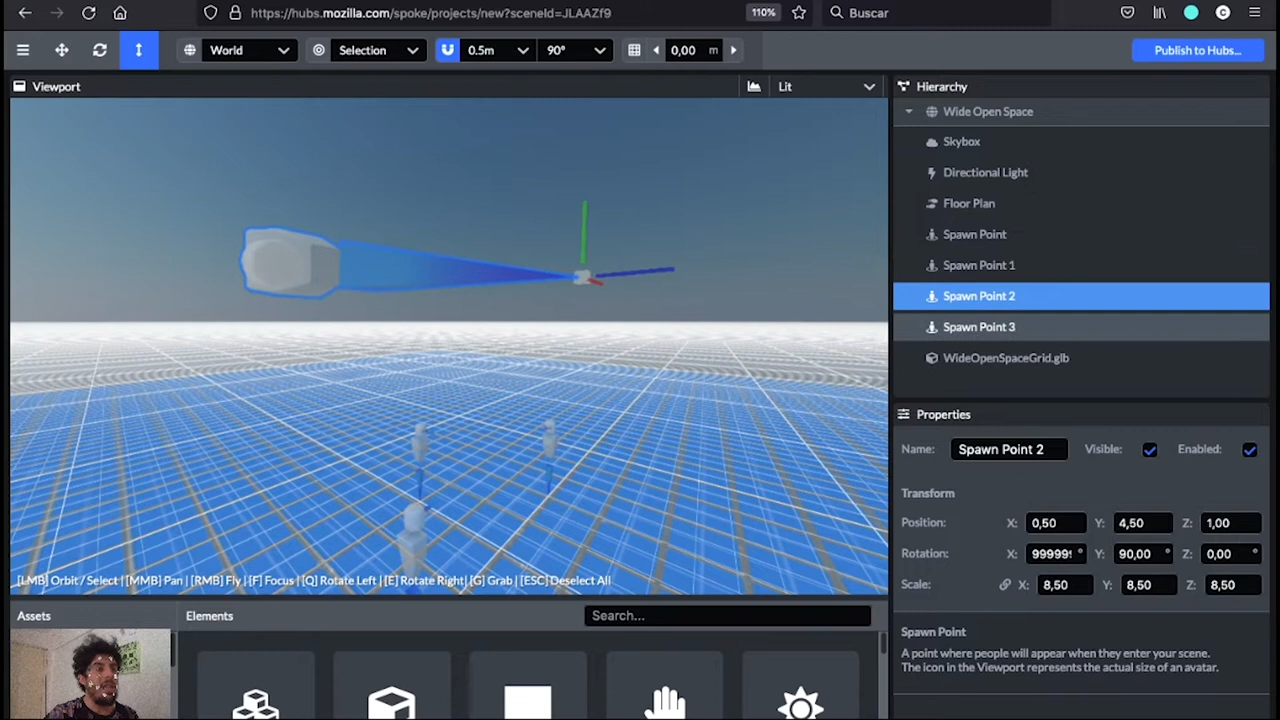 https://hubs.mozilla.com/spoke/projects/new?sceneId=JLAAZf9
110%
Buscar
World
Selection
0.5m
90°
0,00 m
Publish to Hubs...
Viewport
Lit
[LMB] Orbit / Select | [MMB] Pan | [RMB] Fly | [F] Focus | [Q] Rotate Left | [E] Rotate Right| [G] Grab | [ESC] Deselect All
Assets
Elements
Search...
Hierarchy
Wide Open Space
Skybox
Directional Light
Floor Plan
Spawn Point
Spawn Point 1
Spawn Point 2
Spawn Point 3
WideOpenSpaceGrid.glb
Properties
Name: Spawn Point 2 Visible: Enabled:
Transform
Position: X: 0,50 Y: 4,50 Z: 1,00
Rotation: X: 99999 ° Y: 90,00 ° Z: 0,00 °
Scale: X: 8,50 Y: 8,50 Z: 8,50
Spawn Point
A point where people will appear when they enter your scene.
The icon in the Viewport represents the actual size of an avatar.